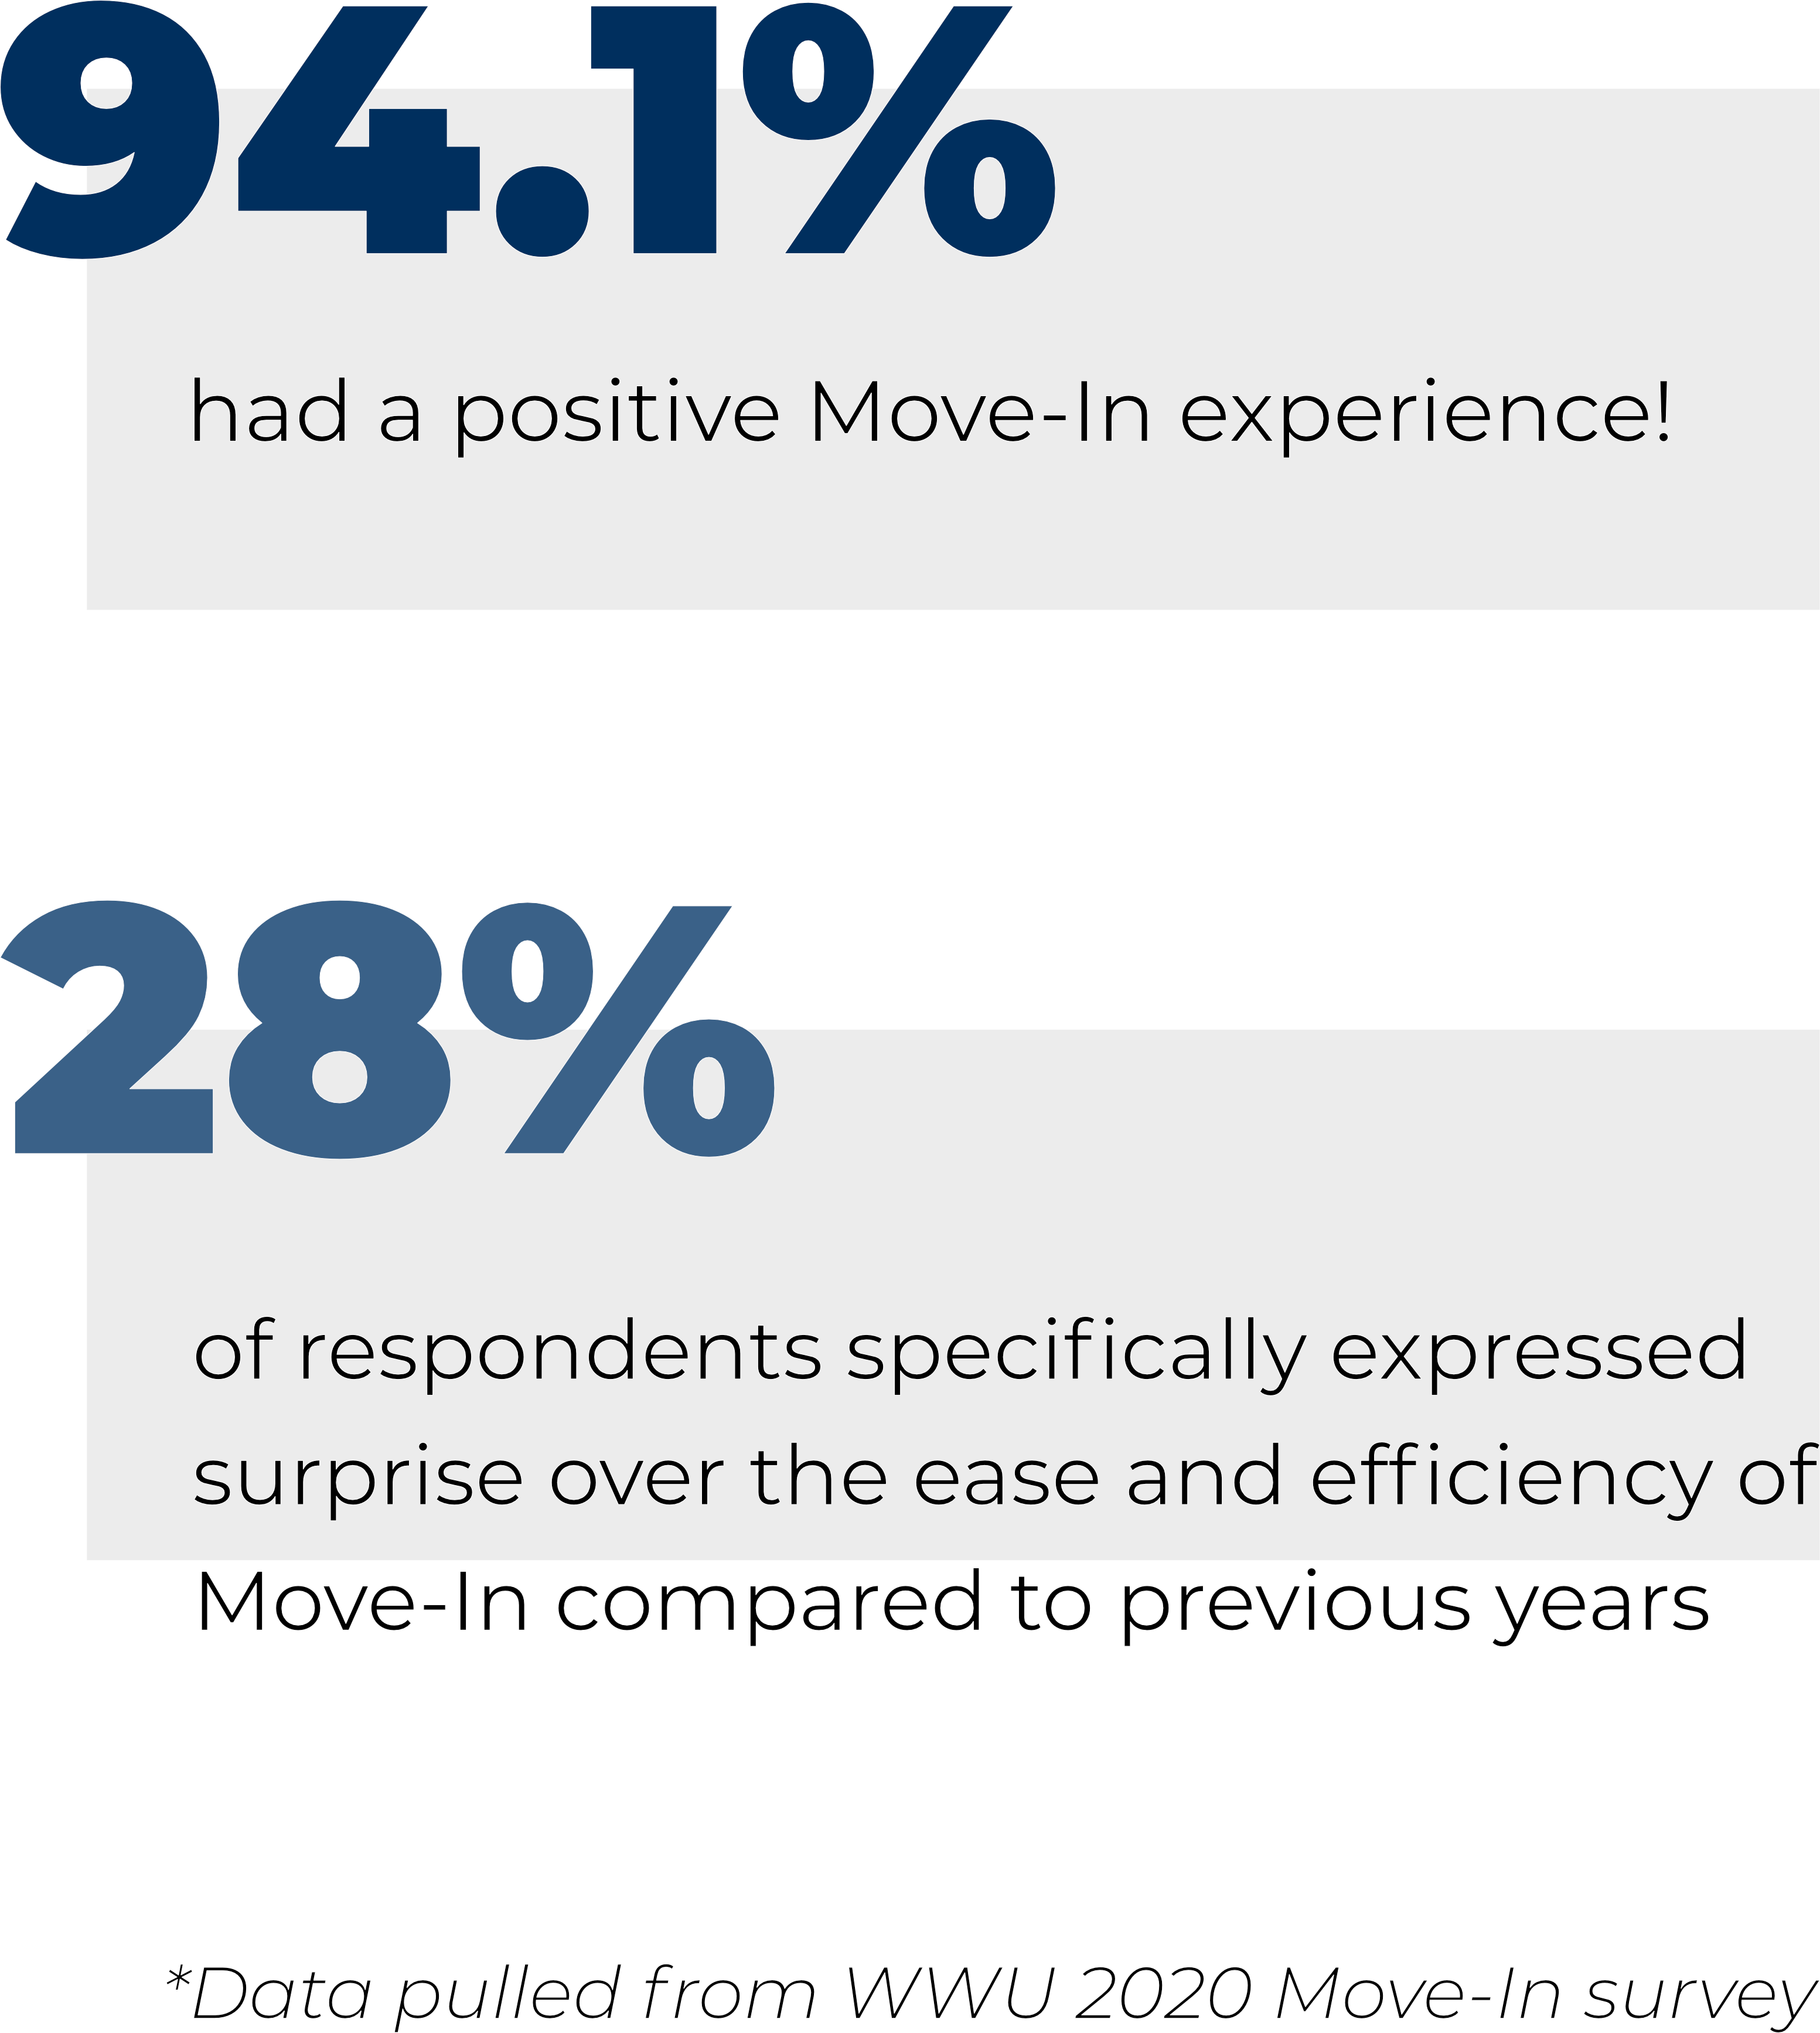 94.1%
had a positive Move-In experience!
28%
of respondents specifically expressed
surprise over the ease and efficiency of
Move-In compared to previous years
*Data pulled from WWU 2020 Move-In survey